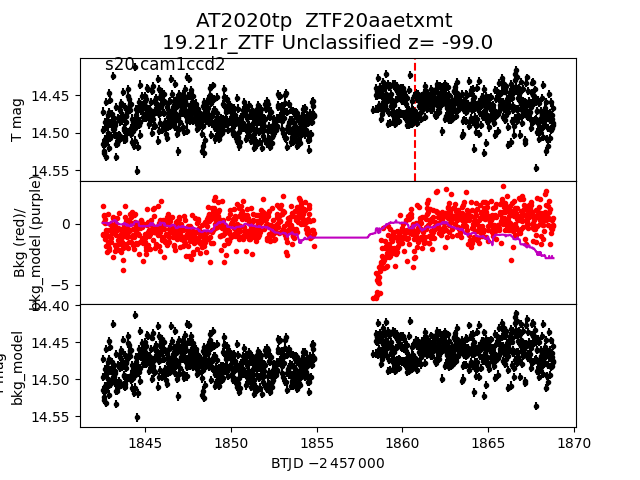 AT2020tp ZTF20aaetxmt
19.21r_ZTF Unclassified z= -99.0
s20 cam1ccd2
T mag
14.45
14.50
14.55
Bkg (red)/
bkg_model (purple)
0
−5
bkg_model
14.40
14.45
14.50
14.55
1845 1850 1855 1860 1865 1870
BTJD −2 457 000